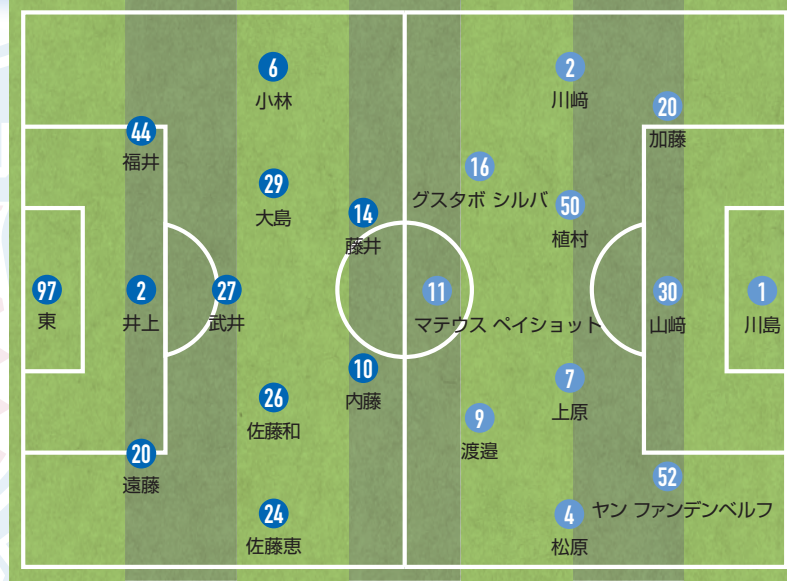 6
小林
44
福井
29
大島
14
藤井
97
東
2
井上
27
武井
10
内藤
26
佐藤和
20
遠藤
24
佐藤恵
2
川﨑
20
加藤
16
グスタボ シルバ
50
植村
11
マテウス ペイショット
30
山﨑
1
川島
7
上原
9
渡邉
52
ヤン ファンデンベルフ
4
松原